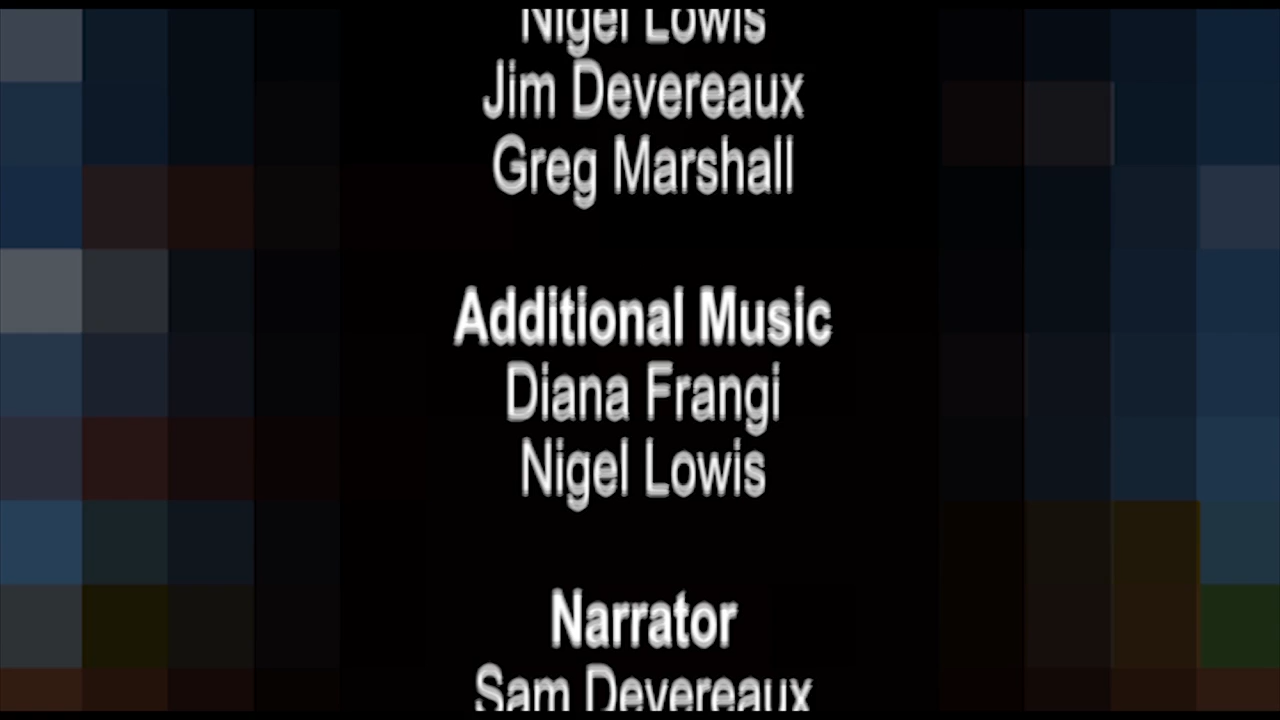 Nigel Lowis
Jim Devereaux
Greg Marshall
Additional Music
Diana Frangi
Nigel Lowis
Narrator
Sam Devereaux